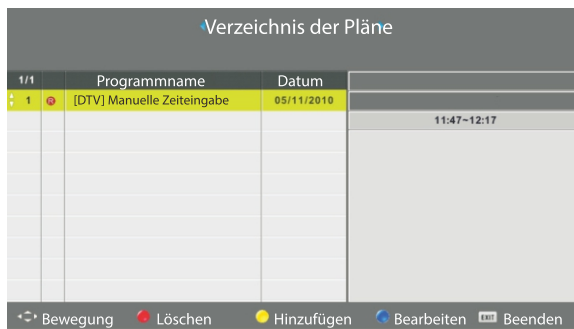 Verzeichnis der Pläne
1/1 Programmname Datum
1 R [DTV] Manuelle Zeiteingabe 05/11/2010
11:47~12:17
Bewegung Löschen Hinzufügen Bearbeiten EXIT Beenden